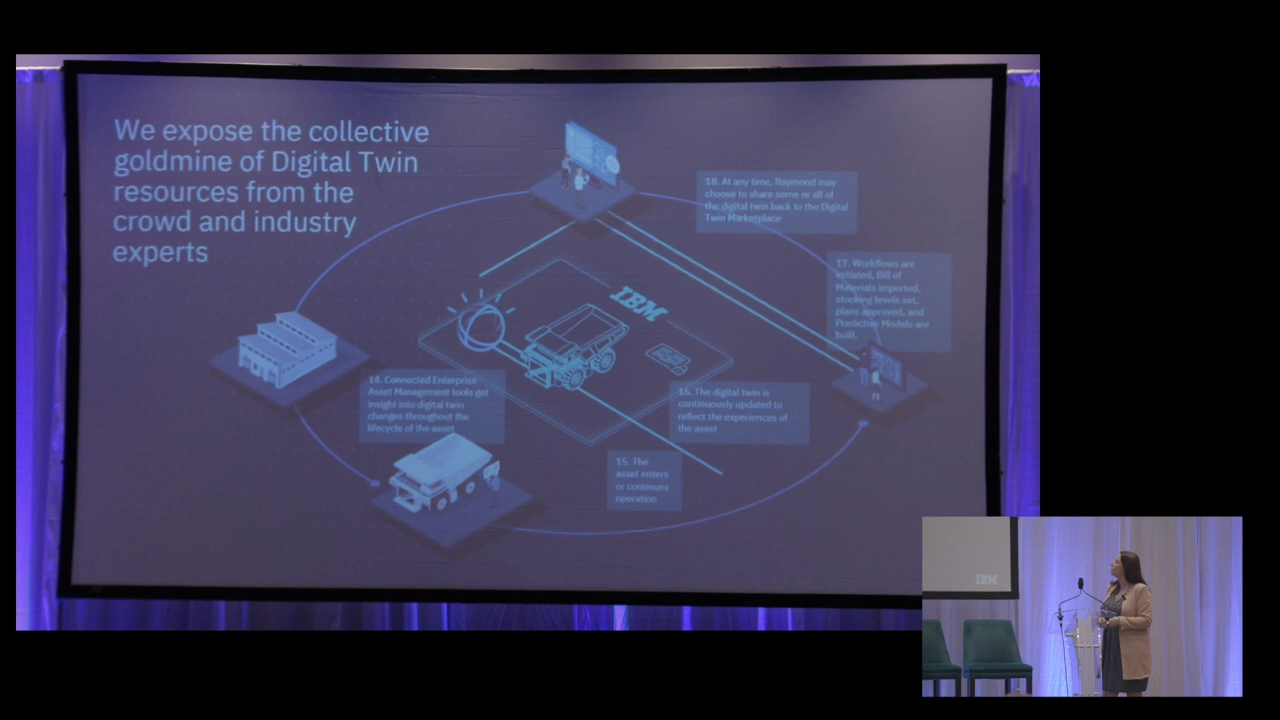 We expose the collective
goldmine of Digital Twin
resources from the
crowd and industry
experts
18. At any time, Raymond may
choose to share some or all of
the digital twin back to the Digital
Twin Marketplace
17. Workflows are
initiated, Bill of
Materials imported,
stocking levels set,
plans approved, and
Predictive Models are
built.
IBM
14. Connected Enterprise
Asset Management tools get
insight into digital twin
changes throughout the
lifecycle of the asset
16. The digital twin is
continuously updated to
reflect the experiences of
the asset
15. The
asset enters
or continues
operation
IBM